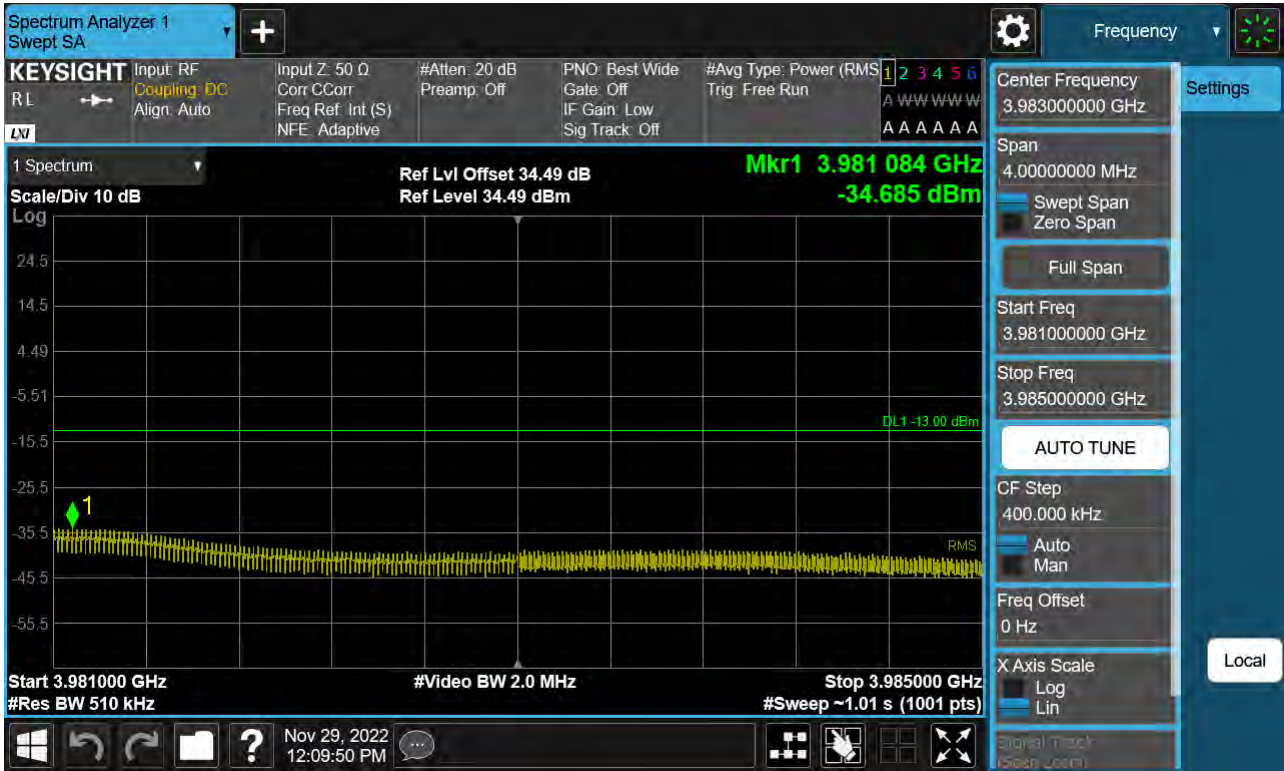 Spectrum Analyzer 1
Swept SA
Frequency
KEYSIGHT
RL
LXI
Input: RF
Coupling: DC
Align: Auto
Input Z: 50 Ω
Corr CCorr
Freq Ref: Int (S)
NFE: Adaptive
#Atten: 20 dB
Preamp: Off
PNO: Best Wide
Gate: Off
IF Gain: Low
Sig Track: Off
#Avg Type: Power (RMS
Trig: Free Run
1 2 3 4 5 6
A W W W W W
A A A A A A
1 Spectrum
Scale/Div 10 dB
Ref Lvl Offset 34.49 dB
Ref Level 34.49 dBm
Mkr1 3.981 084 GHz
-34.685 dBm
Log
24.5
14.5
4.49
-5.51
DL1 -13.00 dBm
-15.5
-25.5
1
-35.5
RMS
-45.5
-55.5
Start 3.981000 GHz
#Res BW 510 kHz
#Video BW 2.0 MHz
Stop 3.985000 GHz
#Sweep ~1.01 s (1001 pts)
Nov 29, 2022
12:09:50 PM
?
Center Frequency
3.983000000 GHz
Settings
Span
4.00000000 MHz
Swept Span
Zero Span
Full Span
Start Freq
3.981000000 GHz
Stop Freq
3.985000000 GHz
AUTO TUNE
CF Step
400.000 kHz
Auto
Man
Freq Offset
0 Hz
X Axis Scale
Log
Lin
Local
Signal Track
(Span Zoom)